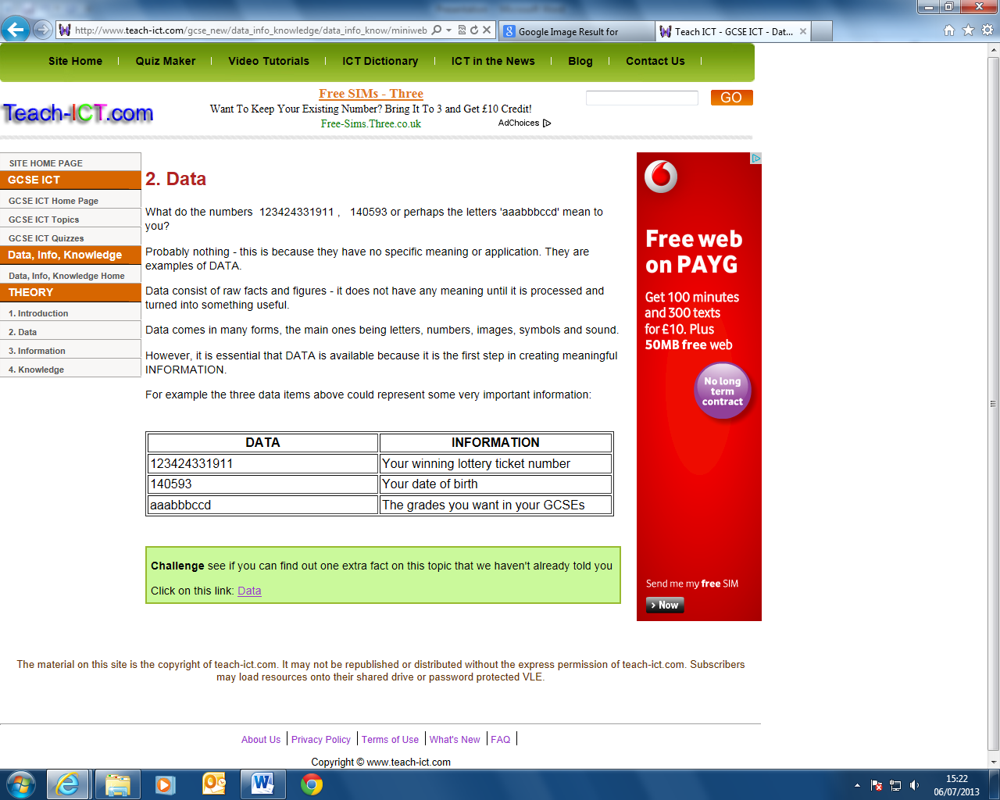 http://www.teach-ict.com/gcse_new/data_info_knowledge/data_info_know/miniweb
Google Image Result for
Teach ICT - GCSE ICT - Dat...
Site Home
Quiz Maker
Video Tutorials
ICT Dictionary
ICT in the News
Blog
Contact Us
Teach-ICT.com
Free SIMs - Three
Want To Keep Your Existing Number? Bring It To 3 and Get £10 Credit!
Free-Sims.Three.co.uk
AdChoices
GO
SITE HOME PAGE
GCSE ICT
GCSE ICT Home Page
GCSE ICT Topics
GCSE ICT Quizzes
Data, Info, Knowledge
Data, Info, Knowledge Home
THEORY
1. Introduction
2. Data
3. Information
4. Knowledge
2. Data
What do the numbers 123424331911 , 140593 or perhaps the letters 'aaabbbccd' mean to
you?
Probably nothing - this is because they have no specific meaning or application. They are
examples of DATA.
Data consist of raw facts and figures - it does not have any meaning until it is processed and
turned into something useful.
Data comes in many forms, the main ones being letters, numbers, images, symbols and sound.
However, it is essential that DATA is available because it is the first step in creating meaningful
INFORMATION.
For example the three data items above could represent some very important information:
DATA INFORMATION
123424331911 Your winning lottery ticket number
140593 Your date of birth
aaabbbccd The grades you want in your GCSEs
Challenge see if you can find out one extra fact on this topic that we haven't already told you
Click on this link: Data
Free web
on PAYG
Get 100 minutes
and 300 texts
for £10. Plus
50MB free web
No long
term
contract
Send me my free SIM
› Now
The material on this site is the copyright of teach-ict.com. It may not be republished or distributed without the express permission of teach-ict.com. Subscribers
may load resources onto their shared drive or password protected VLE.
About Us
Privacy Policy
Terms of Use
What's New
FAQ
Copyright © www.teach-ict.com
15:22
06/07/2013